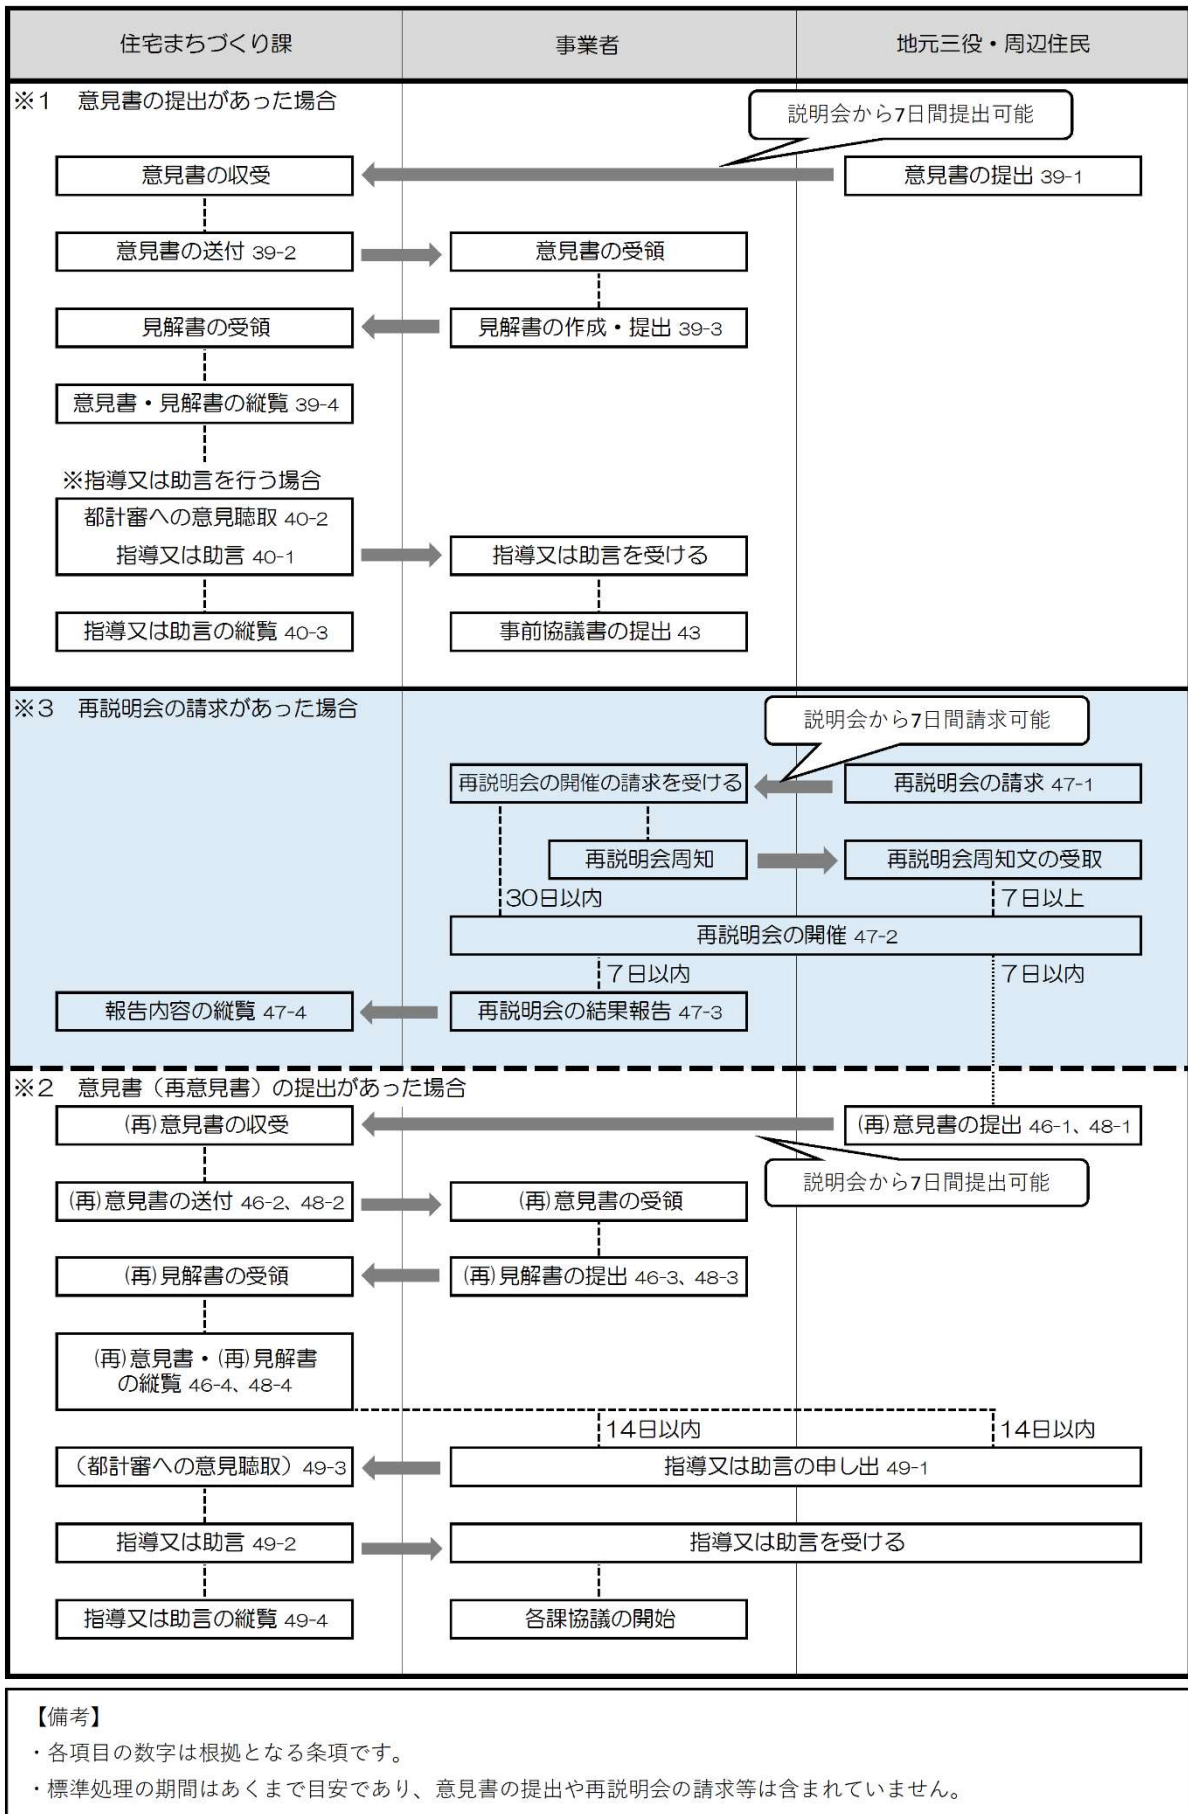 住宅まちづくり課
事業者
地元三役・周辺住民
※１　意見書の提出があった場合
説明会から7日間提出可能
意見書の収受
意見書の提出 39-1
意見書の送付 39-2
意見書の受領
見解書の受領
見解書の作成・提出 39-3
意見書・見解書の縦覧 39-4
※指導又は助言を行う場合
都計審への意見聴取 40-2
指導又は助言 40-1
指導又は助言を受ける
指導又は助言の縦覧 40-3
事前協議書の提出 43
※３　再説明会の請求があった場合
説明会から7日間請求可能
再説明会の開催の請求を受ける
再説明会の請求 47-1
再説明会周知
再説明会周知文の受取
30日以内
７日以上
再説明会の開催 47-2
７日以内
７日以内
報告内容の縦覧 47-4
再説明会の結果報告 47-3
※２　意見書（再意見書）の提出があった場合
(再)意見書の収受
(再)意見書の提出 46-1、48-1
説明会から7日間提出可能
(再)意見書の送付 46-2、48-2
(再)意見書の受領
(再)見解書の受領
(再)見解書の提出 46-3、48-3
(再)意見書・(再)見解書
の縦覧 46-4、48-4
14日以内
14日以内
（都計審への意見聴取）49-3
指導又は助言の申し出 49-1
指導又は助言 49-2
指導又は助言を受ける
指導又は助言の縦覧 49-4
各課協議の開始
【備考】
・各項目の数字は根拠となる条項です。
・標準処理の期間はあくまで目安であり、意見書の提出や再説明会の請求等は含まれていません。